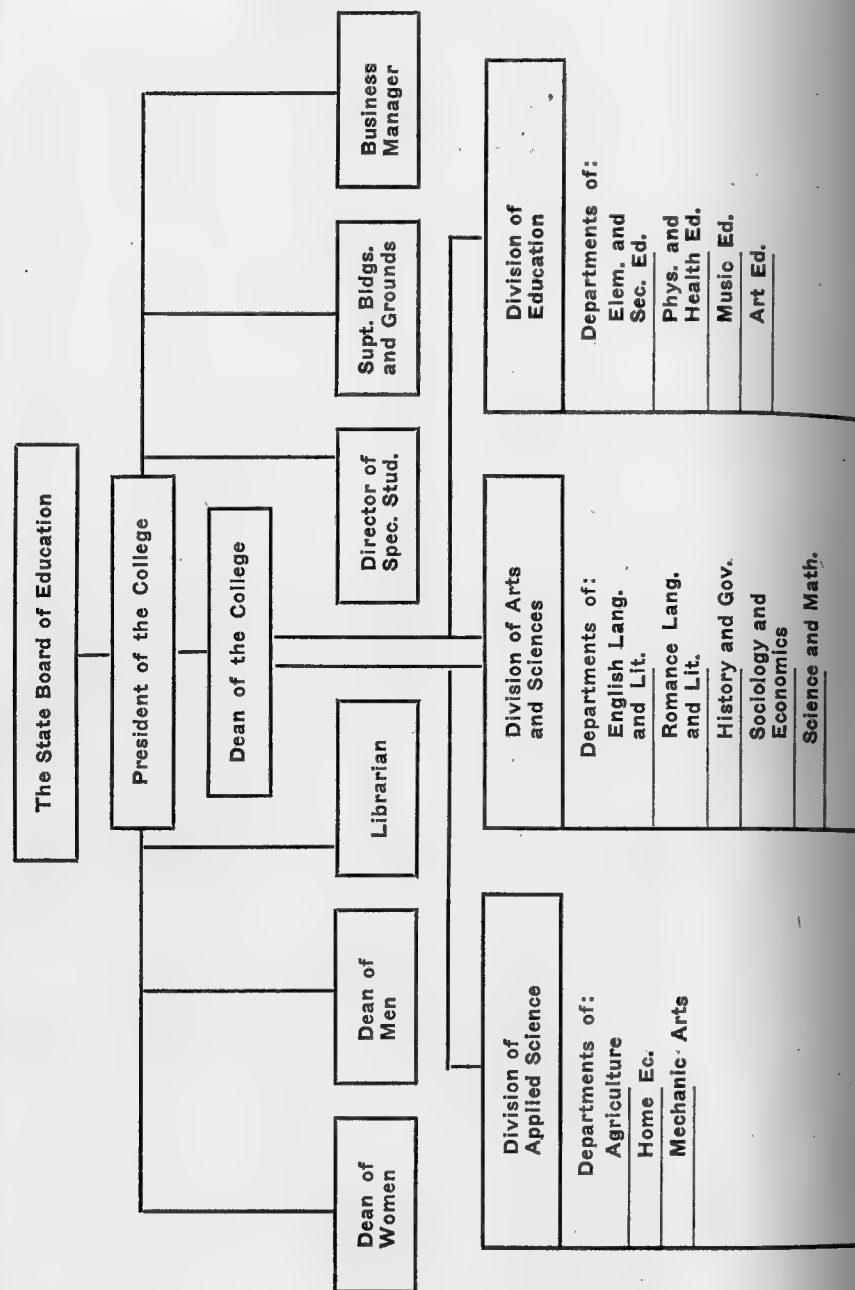 The State Board of Education
President of the College
Dean of the College
Dean of
Women
Dean of
Men
Librarian
Director of
Spec. Stud.
Supt. Bldgs.
and Grounds
Business
Manager
Division of
Applied Science
Departments of:
Agriculture
Home Ec.
Mechanic Arts
Division of Arts
and Sciences
Departments of:
English Lang.
and Lit.
Romance Lang.
and Lit.
History and Gov.
Sociology and
Economics
Science and Math.
Division of
Education
Departments of:
Elem. and
Sec. Ed.
Phys. and
Health Ed.
Music Ed.
Art Ed.